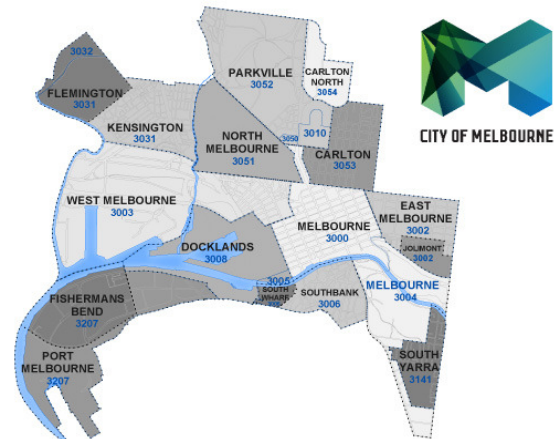 3032
FLEMINGTON
3031
KENSINGTON
3031
PARKVILLE
3052
CARLTON
NORTH
3054
3050
3010
NORTH
MELBOURNE
3051
CARLTON
3053
CITY OF MELBOURNE
WEST MELBOURNE
3003
DOCKLANDS
3008
MELBOURNE
3000
EAST
MELBOURNE
3002
JOLIMONT
3002
3005
SOUTH
WHARF
SOUTHBANK
3006
MELBOURNE
3004
FISHERMANS
BEND
3207
PORT
MELBOURNE
3207
SOUTH
YARRA
3141